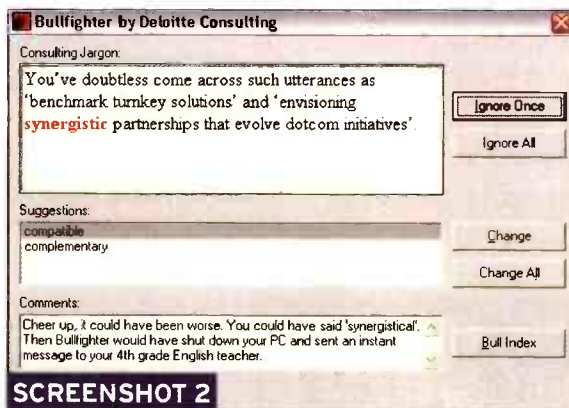 Bullfighter by Deloitte Consulting
Consulting Jargon:
You've doubtless come across such utterances as
‘benchmark turnkey solutions’ and ‘envisioning
synergistic partnerships that evolve dotcom initiatives’.
Ignore Once
Ignore All
Suggestions:
compatible
complementary
Change
Change All
Comments:
Cheer up, it could have been worse. You could have said 'synergistical'.
Then Bullfighter would have shut down your PC and sent an instant
message to your 4th grade English teacher.
Bull Index
SCREENSHOT 2